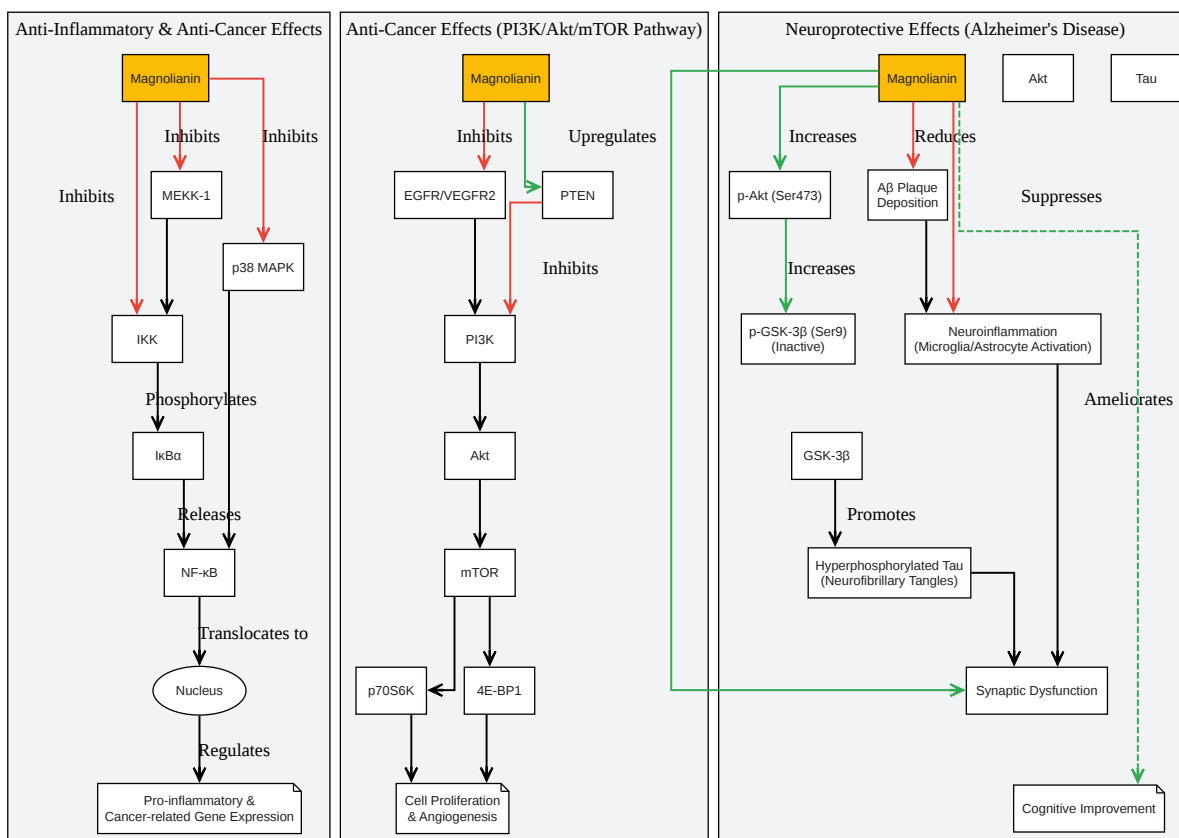 Anti-Inflammatory & Anti-Cancer Effects
Magnolianin
Inhibits
Inhibits
Inhibits
MEKK-1
p38 MAPK
IKK
Phosphorylates
IκBα
Releases
NF-κB
Translocates to
Nucleus
Regulates
Pro-inflammatory &
Cancer-related Gene Expression
Anti-Cancer Effects (PI3K/Akt/mTOR Pathway)
Magnolianin
Inhibits
Upregulates
EGFR/VEGFR2
PTEN
Inhibits
PI3K
Akt
mTOR
p70S6K
4E-BP1
Cell Proliferation
& Angiogenesis
Neuroprotective Effects (Alzheimer's Disease)
Magnolianin
Akt
Tau
Increases
Reduces
p-Akt (Ser473)
Aβ Plaque
Deposition
Suppresses
Increases
p-GSK-3β (Ser9)
(Inactive)
Neuroinflammation
(Microglia/Astrocyte Activation)
Ameliorates
GSK-3β
Promotes
Hyperphosphorylated Tau
(Neurofibrillary Tangles)
Synaptic Dysfunction
Cognitive Improvement